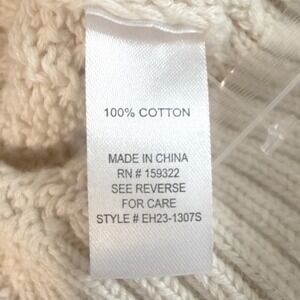 100% COTTON
MADE IN CHINA
RN # 159322
SEE REVERSE
FOR CARE
STYLE # EH23-1307S